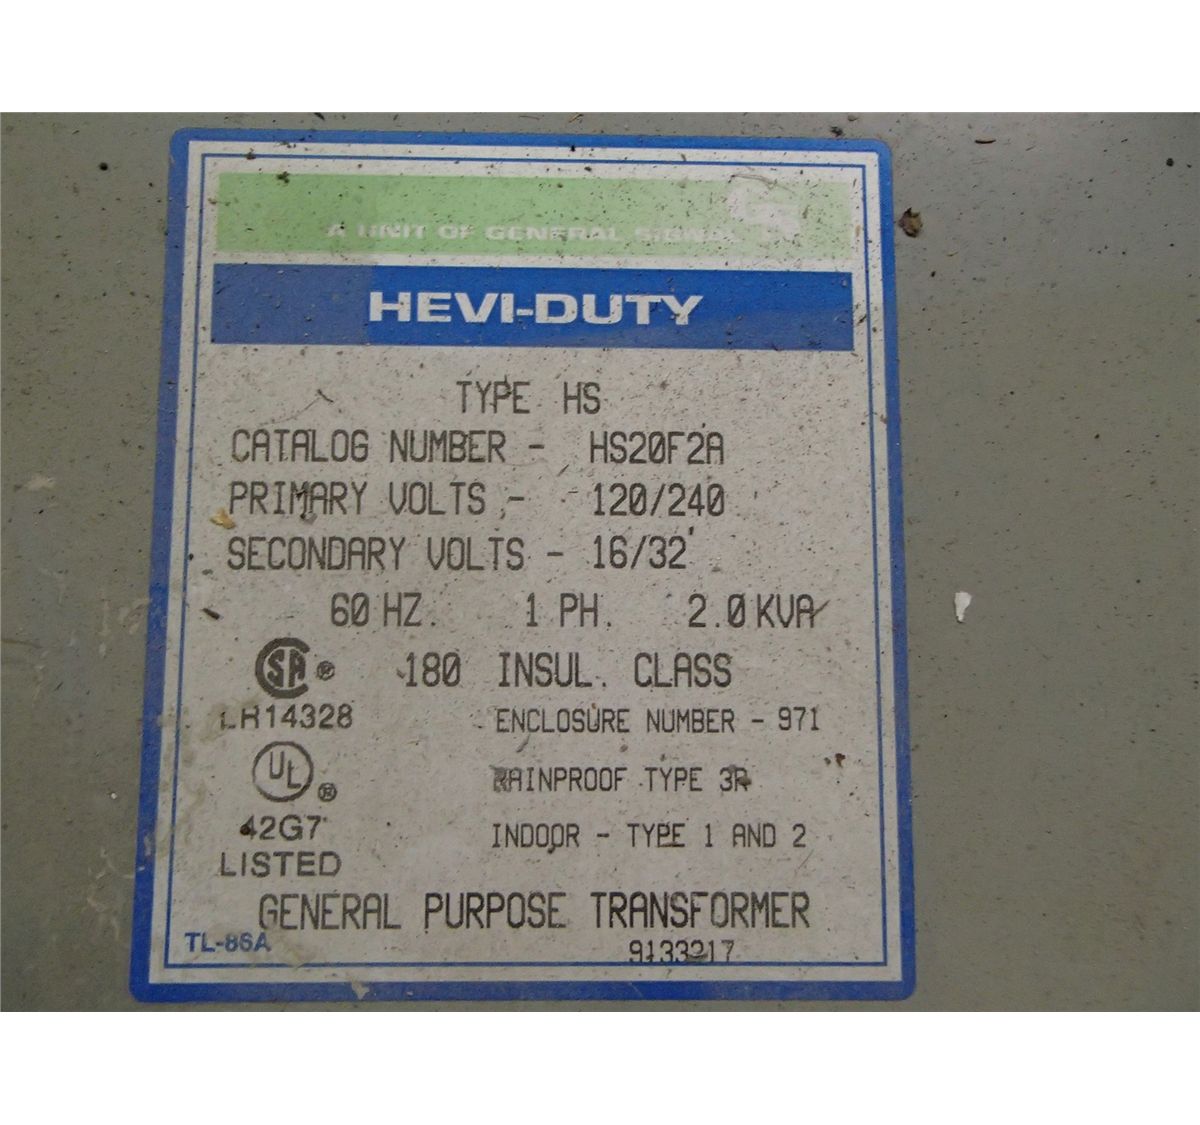 A UNIT OF GENERAL SIGNAL
HEVI-DUTY
TYPE HS
CATALOG NUMBER - HS20F2A
PRIMARY VOLTS - 120/240
SECONDARY VOLTS - 16/32
60 HZ. 1 PH. 2.0 KVA
SA ® 180 INSUL. CLASS
LR14328 ENCLOSURE NUMBER - 971
UL ® RAINPROOF TYPE 3R
42G7 INDOOR - TYPE 1 AND 2
LISTED
GENERAL PURPOSE TRANSFORMER
TL-86A 9133217